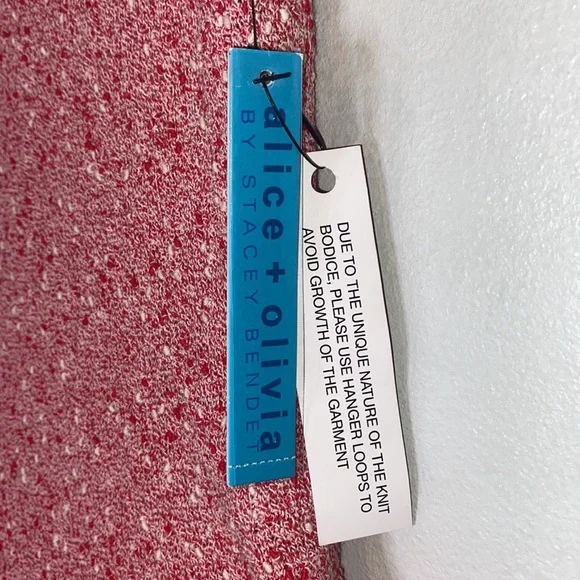 alice + olivia
BY STACEY BENDET
DUE TO THE UNIQUE NATURE OF THE KNIT
BODICE, PLEASE USE HANGER LOOPS TO
AVOID GROWTH OF THE GARMENT